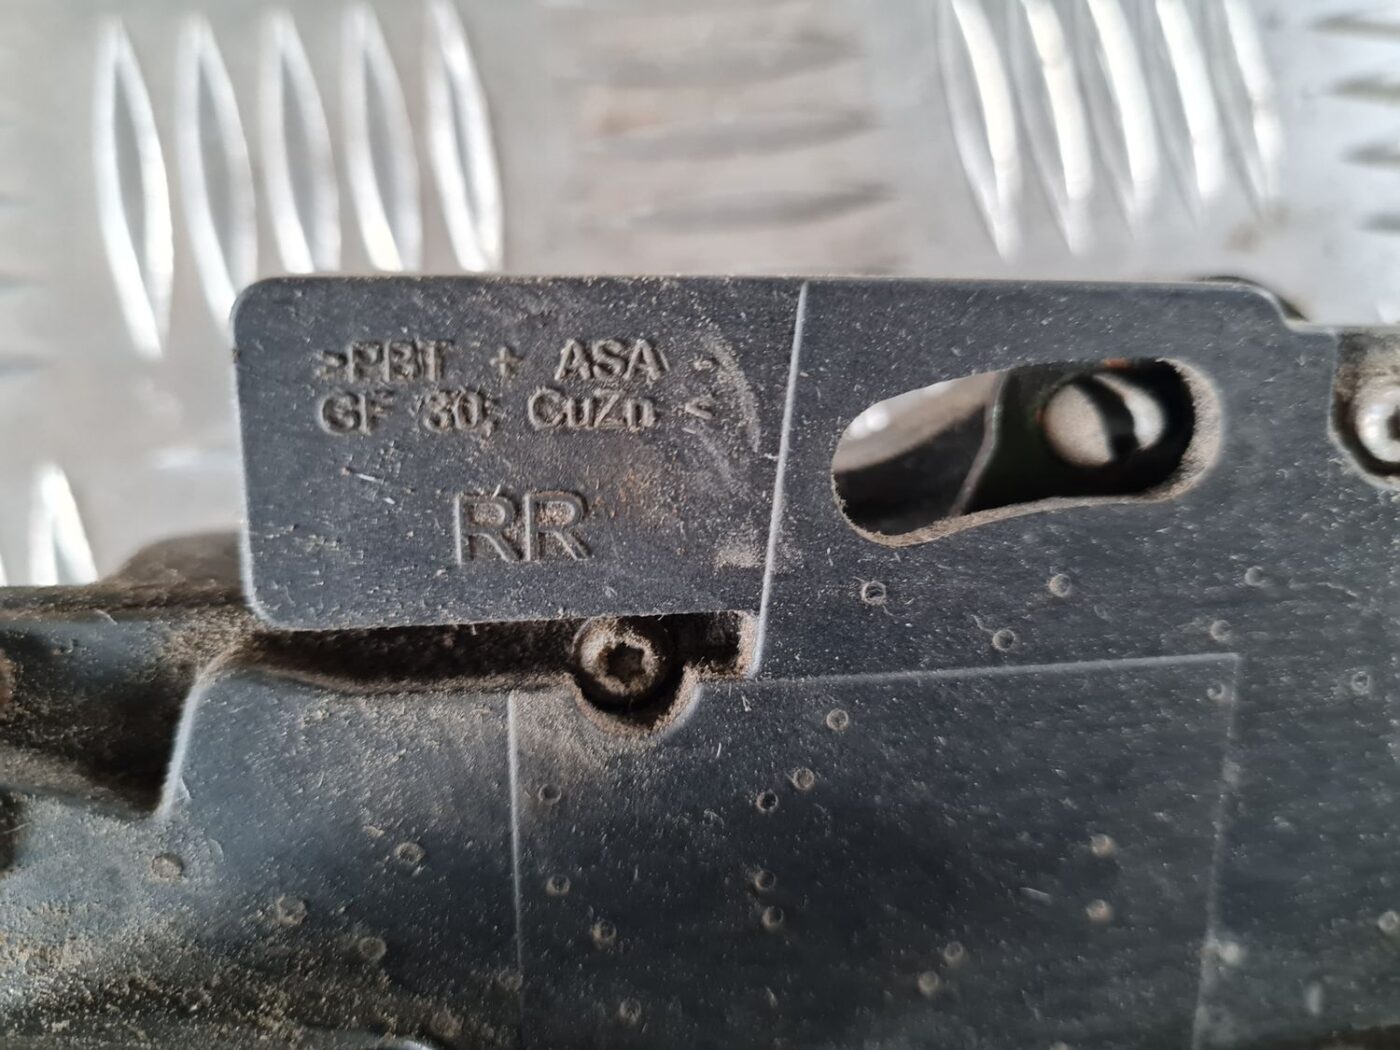 >PBT + ASA -
GF 30, CuZn <
RR